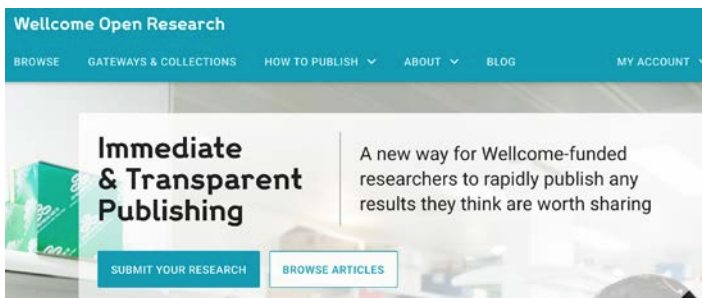 Wellcome Open Research
BROWSE GATEWAYS & COLLECTIONS HOW TO PUBLISH ABOUT BLOG MY ACCOUNT
Immediate
& Transparent
Publishing
A new way for Wellcome-funded
researchers to rapidly publish any
results they think are worth sharing
SUBMIT YOUR RESEARCH BROWSE ARTICLES